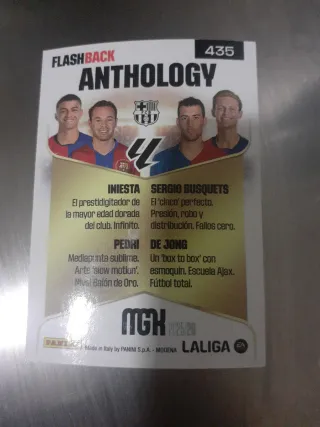 435
FLASHBACK
ANTHOLOGY
INIESTA
El prestidigitador de
la mayor edad dorada
del club. Infinito.
SERGIO BUSQUETS
El 'cinco' perfecto.
Presión, robo y
distribución. Fallos cero.
PEDRI
Mediapunta sublime.
Arte 'slow motion'.
Nivel Balón de Oro.
DE JONG
Un 'box to box' con
esmoquin. Escuela Ajax.
Fútbol total.
MGK
PANINI
Made in Italy by PANINI S.p.A. - MODENA
LALIGA
EA